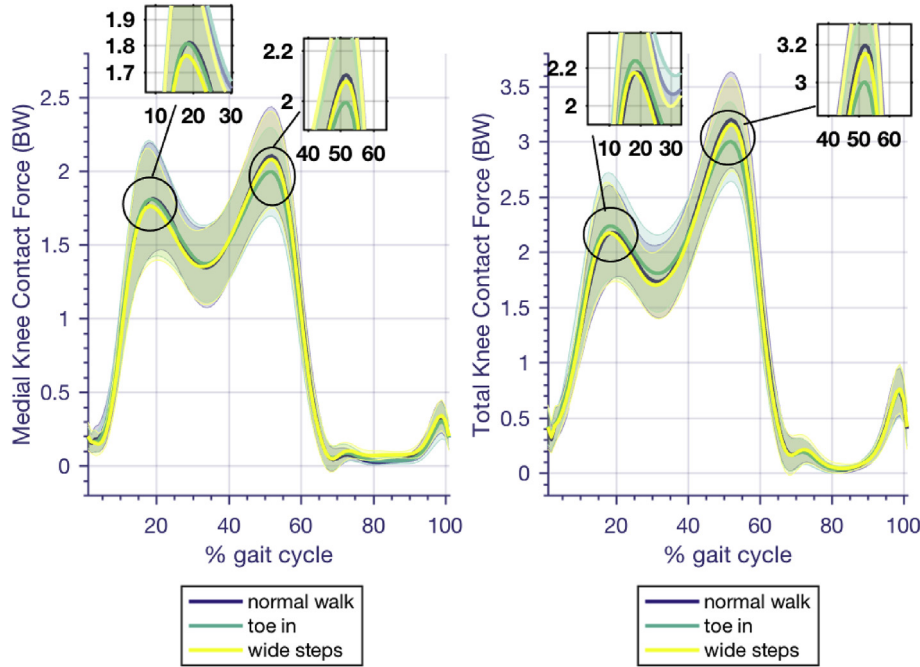 1.9
1.8
1.7
10 20 30
2.2
2
40 50 60
2.5
2
1.5
1
0.5
0
Medial Knee Contact Force (BW)
20 40 60 80 100
% gait cycle
normal walk
toe in
wide steps
2.2
2
10 20 30
3.2
3
40 50 60
3.5
3
2.5
2
1.5
1
0.5
0
Total Knee Contact Force (BW)
20 40 60 80 100
% gait cycle
normal walk
toe in
wide steps